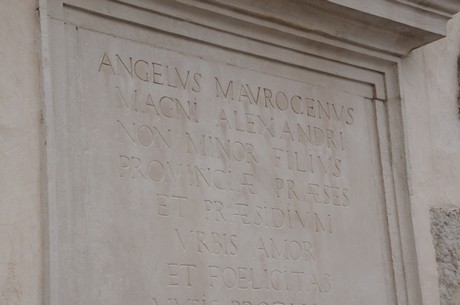 ANGELVS MAVROCENVS
MAGNI ALEXANDRI
NON MINOR FILIVS
PROVINCIÆ PRÆSES
ET PRÆSIDIVM
VRBIS AMOR
ET FOELICITAS